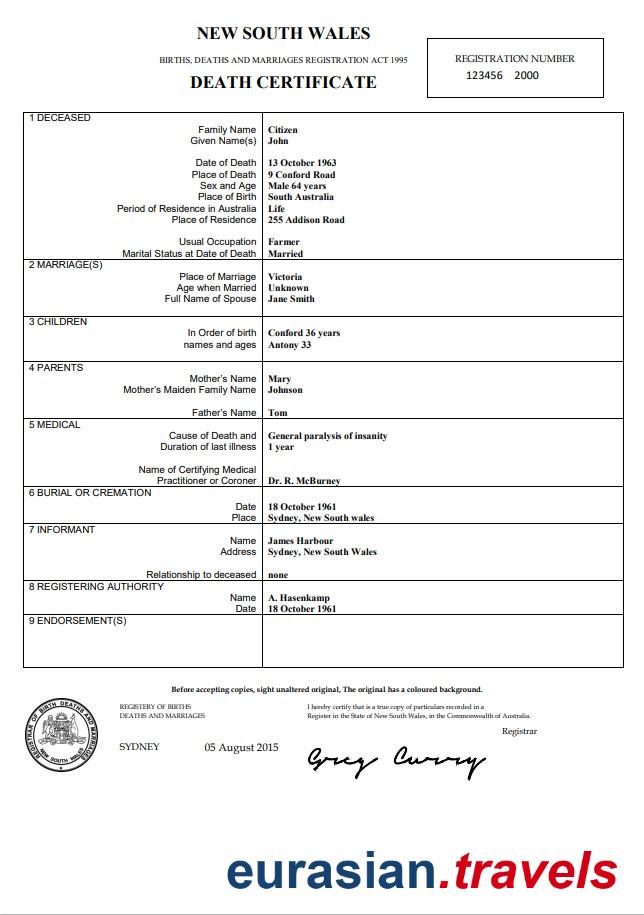 NEW SOUTH WALES
BIRTHS, DEATHS AND MARRIAGES REGISTRATION ACT 1995
DEATH CERTIFICATE
REGISTRATION NUMBER
123456 2000
1 DECEASED
Family Name Citizen
Given Name(s) John
Date of Death 13 October 1963
Place of Death 9 Conford Road
Sex and Age Male 64 years
Place of Birth South Australia
Period of Residence in Australia Life
Place of Residence 255 Addison Road
Usual Occupation Farmer
Marital Status at Date of Death Married
2 MARRIAGE(S)
Place of Marriage Victoria
Age when Married Unknown
Full Name of Spouse Jane Smith
3 CHILDREN
In Order of birth Conford 36 years
names and ages Antony 33
4 PARENTS
Mother's Name Mary
Mother's Maiden Family Name Johnson
Father's Name Tom
5 MEDICAL
Cause of Death and General paralysis of insanity
Duration of last illness 1 year
Name of Certifying Medical
Practitioner or Coroner Dr. R. McBurney
6 BURIAL OR CREMATION
Date 18 October 1961
Place Sydney, New South wales
7 INFORMANT
Name James Harbour
Address Sydney, New South Wales
Relationship to deceased none
8 REGISTERING AUTHORITY
Name A. Hasenkamp
Date 18 October 1961
9 ENDORSEMENT(S)
Before accepting copies, sight unaltered original, The original has a coloured background.
REGISTRAR OF BIRTH DEATHS AND MARRIAGES
NEW SOUTH WALES
REGISTERY OF BIRTHS
DEATHS AND MARRIAGES
SYDNEY 05 August 2015
I hereby certify that is a true copy of particulars recorded in a
Register in the State of New South Wales, in the Commonwealth of Australia.
Registrar
Greg Curry
eurasian.travels